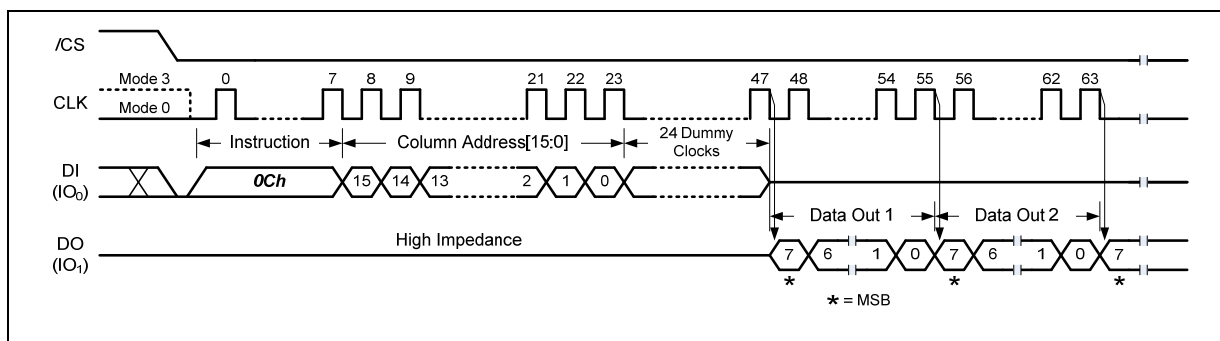 /CS
Mode 3 0 7 8 9 21 22 23 47 48 54 55 56 62 63
CLK
Mode 0
Instruction Column Address[15:0] 24 Dummy
Clocks
DI
(IO0)
0Ch 15 14 13 2 1 0
Data Out 1 Data Out 2
High Impedance
DO
(IO1)
7 6 1 0 7 6 1 0 7
* * *
* = MSB